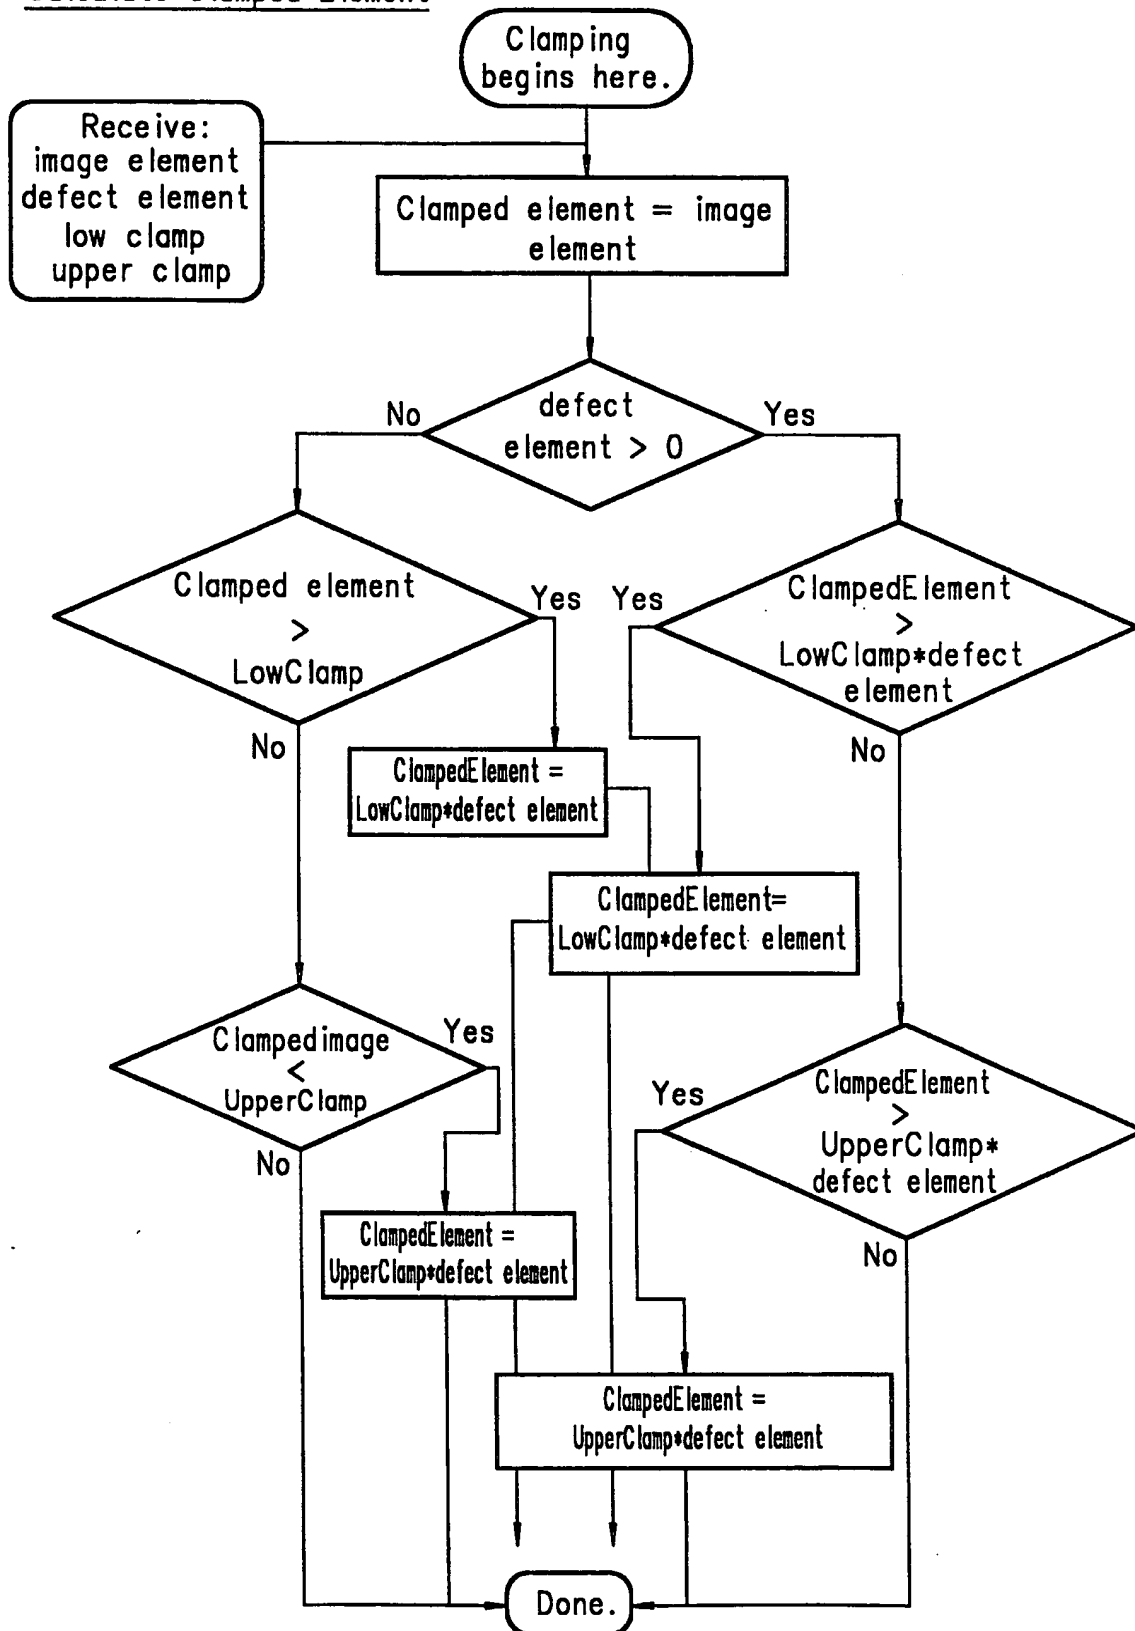 Clamping
begins here.
Receive:
image element
defect element
low clamp
upper clamp
Clamped element = image
element
defect
element > 0
No
Yes
Clamped element
>
LowClamp
Yes
No
Yes
ClampedElement
>
LowClamp*defect
element
No
ClampedElement =
LowClamp*defect element
ClampedElement=
LowClamp*defect element
Clampedimage
<
UpperClamp
Yes
No
Yes
ClampedElement
>
UpperClamp*
defect element
No
ClampedElement =
UpperClamp*defect element
ClampedElement =
UpperClamp*defect element
Done.